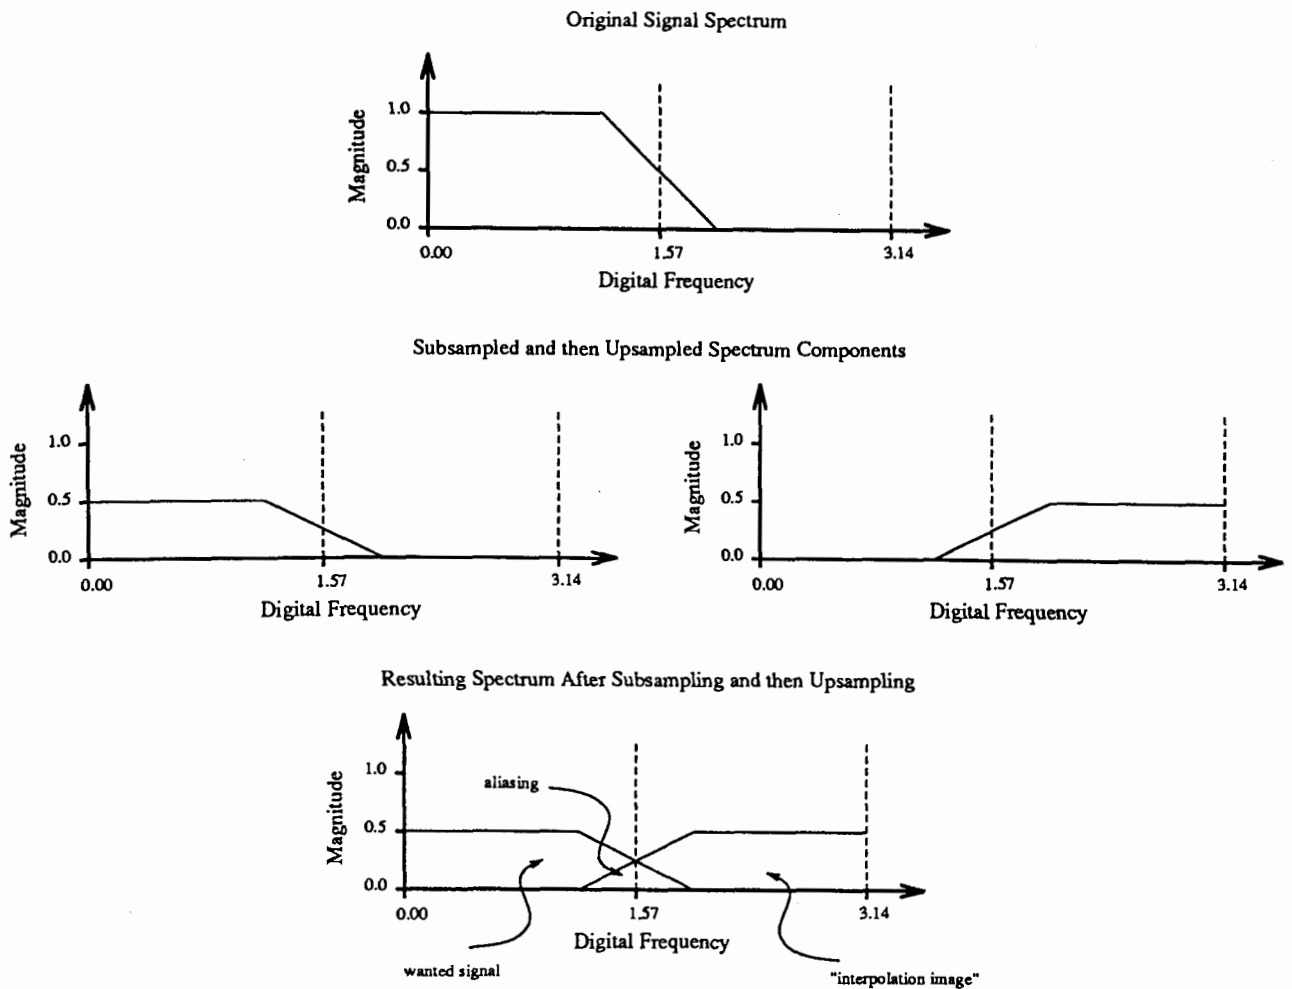 Original Signal Spectrum
Magnitude
1.0
0.5
0.0
0.00
1.57
3.14
Digital Frequency
Subsampled and then Upsampled Spectrum Components
Magnitude
1.0
0.5
0.0
0.00
1.57
3.14
Digital Frequency
Magnitude
1.0
0.5
0.0
0.00
1.57
3.14
Digital Frequency
Resulting Spectrum After Subsampling and then Upsampling
Magnitude
1.0
0.5
0.0
aliasing
0.00
1.57
3.14
Digital Frequency
wanted signal
"interpolation image"